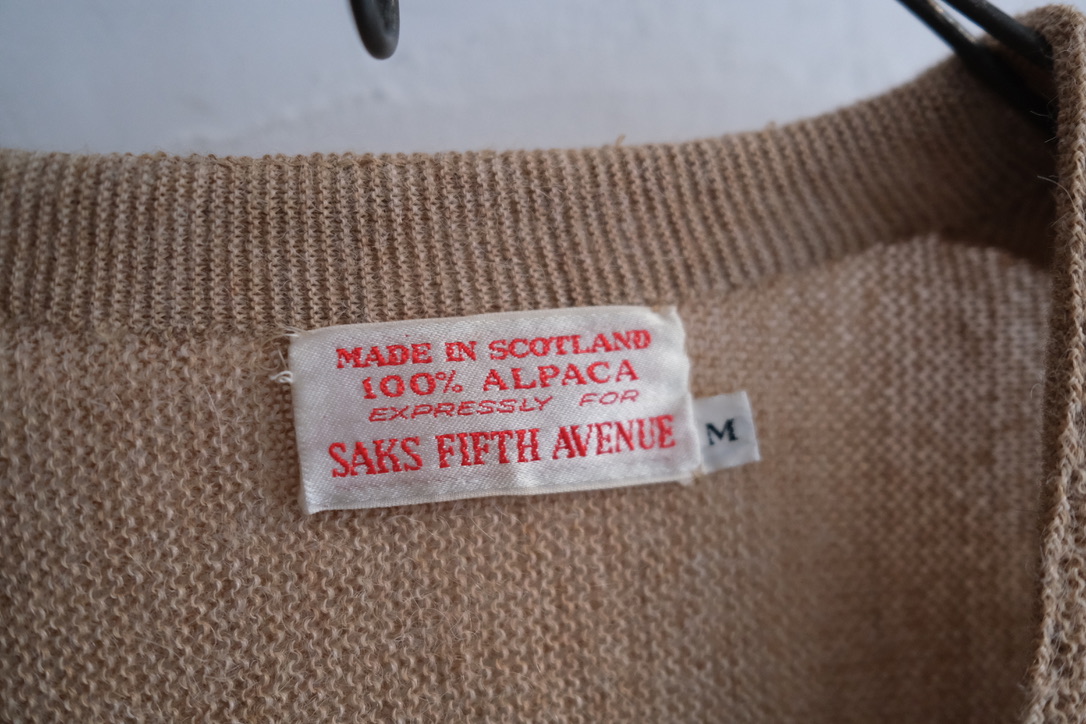 MADE IN SCOTLAND
100% ALPACA
EXPRESSLY FOR
SAKS FIFTH AVENUE
M